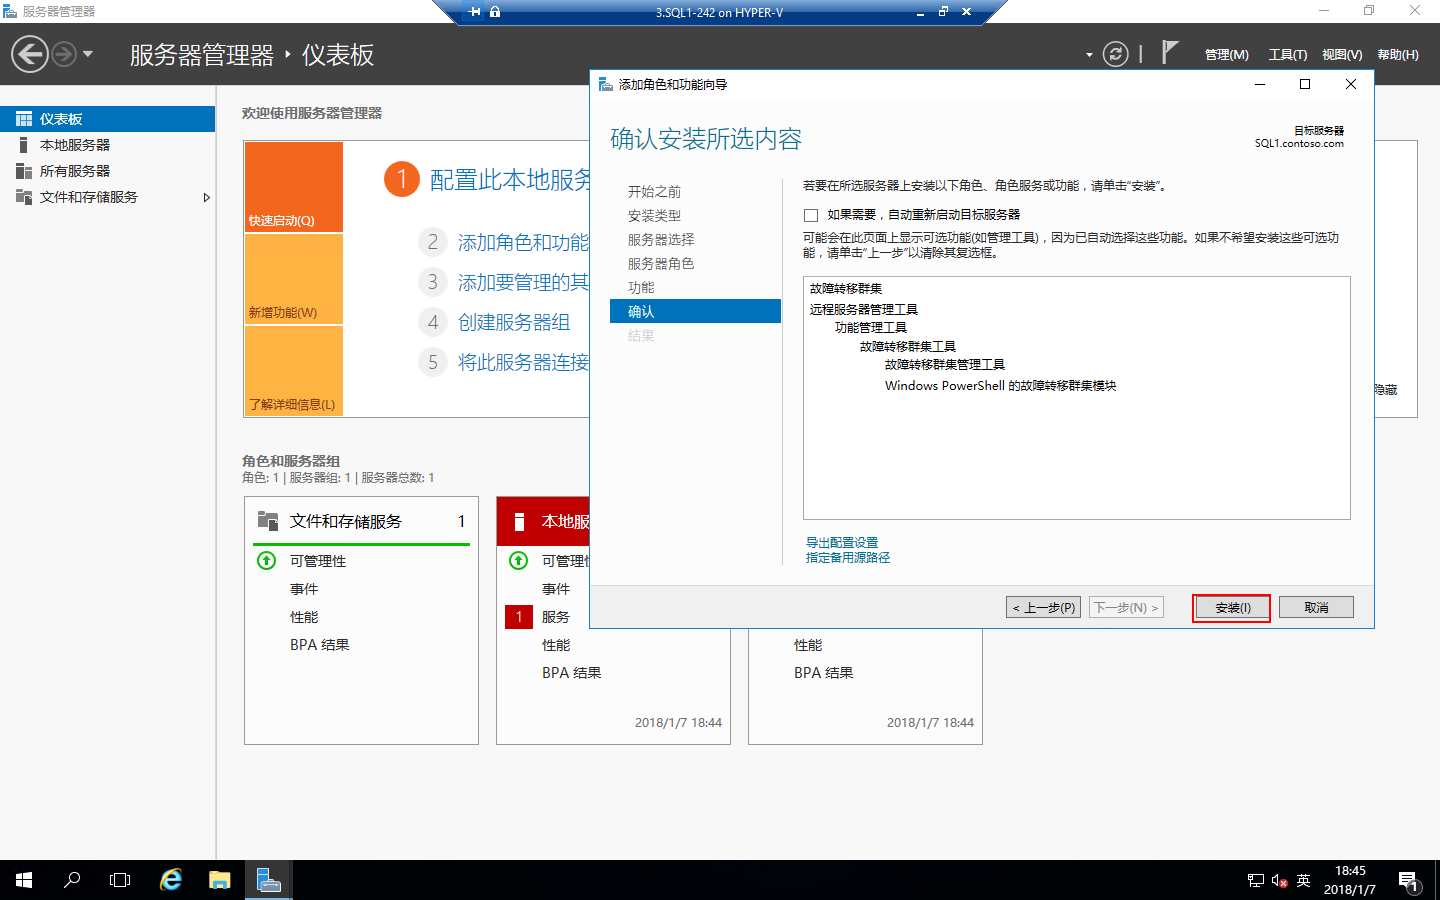 服务器管理器
3.SQL1-242 on HYPER-V
服务器管理器 · 仪表板
管理(M) 工具(T) 视图(V) 帮助(H)
仪表板
本地服务器
所有服务器
文件和存储服务
欢迎使用服务器管理器
快速启动(Q)
新增功能(W)
了解详细信息(L)
1 配置此本地服务
2 添加角色和功能
3 添加要管理的其
4 创建服务器组
5 将此服务器连接
隐藏
角色和服务器组
角色: 1 | 服务器组: 1 | 服务器总数: 1
文件和存储服务 1
可管理性
事件
性能
BPA 结果
本地服
可管理性
事件
1 服务
性能
BPA 结果
2018/1/7 18:44
性能
BPA 结果
2018/1/7 18:44
添加角色和功能向导
确认安装所选内容
目标服务器
SQL1.contoso.com
开始之前
安装类型
服务器选择
服务器角色
功能
确认
结果
若要在所选服务器上安装以下角色、角色服务或功能，请单击“安装”。
如果需要，自动重新启动目标服务器
可能会在此页面上显示可选功能(如管理工具)，因为已自动选择这些功能。如果不希望安装这些可选功
能，请单击“上一步”以清除其复选框。
故障转移群集
远程服务器管理工具
功能管理工具
故障转移群集工具
故障转移群集管理工具
Windows PowerShell 的故障转移群集模块
导出配置设置
指定备用源路径
< 上一步(P) 下一步(N) > 安装(I) 取消
英
18:45
2018/1/7
1